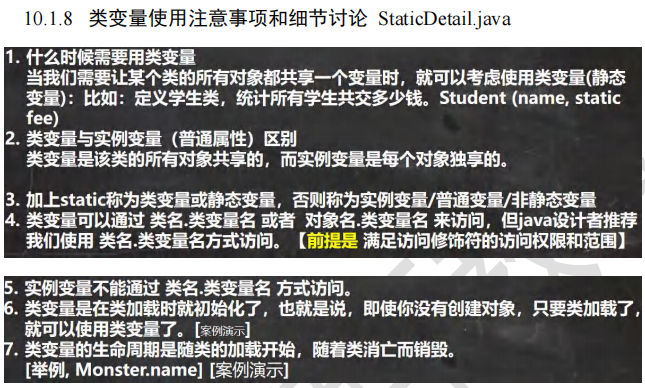 10.1.8 类变量使用注意事项和细节讨论 StaticDetail.java
1. 什么时候需要用类变量
当我们需要让某个类的所有对象都共享一个变量时，就可以考虑使用类变量(静态
变量)：比如：定义学生类，统计所有学生共交多少钱。Student (name, static
fee)
2. 类变量与实例变量（普通属性）区别
类变量是该类的所有对象共享的，而实例变量是每个对象独享的。
3. 加上static称为类变量或静态变量，否则称为实例变量/普通变量/非静态变量
4. 类变量可以通过 类名.类变量名 或者 对象名.类变量名 来访问，但java设计者推荐
我们使用 类名.类变量名方式访问。【前提是 满足访问修饰符的访问权限和范围】
5. 实例变量不能通过 类名.类变量名 方式访问。
6. 类变量是在类加载时就初始化了，也就是说，即使你没有创建对象，只要类加载了，
就可以使用类变量了。[案例演示]
7. 类变量的生命周期是随类的加载开始，随着类消亡而销毁。
[举例, Monster.name] [案例演示]